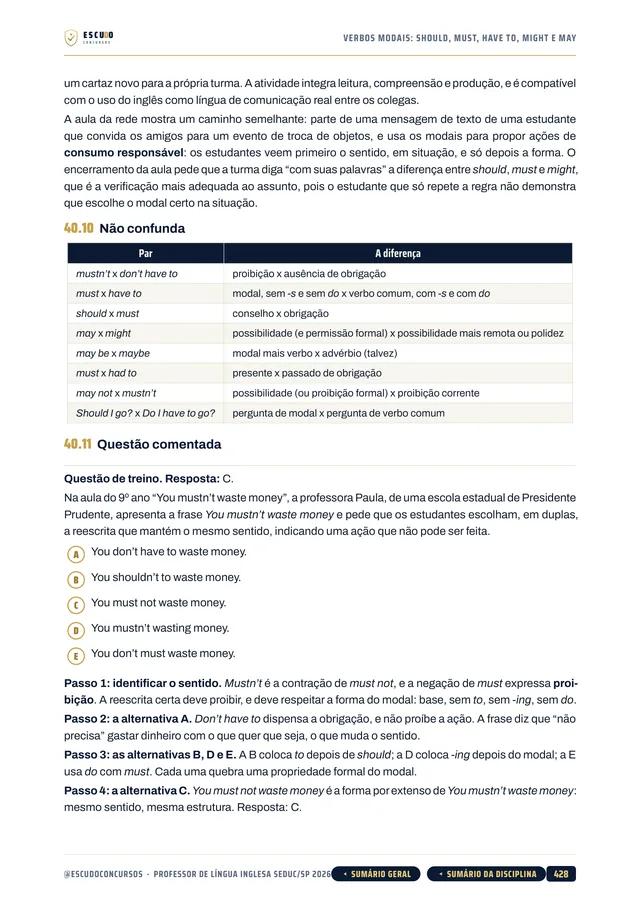 ESCUDO
CONCURSOS
VERBOS MODAIS: SHOULD, MUST, HAVE TO, MIGHT E MAY
um cartaz novo para a própria turma. A atividade integra leitura, compreensão e produção, e é compatível
com o uso do inglês como língua de comunicação real entre os colegas.
A aula da rede mostra um caminho semelhante: parte de uma mensagem de texto de uma estudante
que convida os amigos para um evento de troca de objetos, e usa os modais para propor ações de
consumo responsável: os estudantes veem primeiro o sentido, em situação, e só depois a forma. O
encerramento da aula pede que a turma diga “com suas palavras” a diferença entre should, must e might,
que é a verificação mais adequada ao assunto, pois o estudante que só repete a regra não demonstra
que escolhe o modal certo na situação.
40.10 Não confunda
Par A diferença
mustn’t x don’t have to proibição x ausência de obrigação
must x have to modal, sem -s e sem do x verbo comum, com -s e com do
should x must conselho x obrigação
may x might possibilidade (e permissão formal) x possibilidade mais remota ou polidez
may be x maybe modal mais verbo x advérbio (talvez)
must x had to presente x passado de obrigação
may not x mustn’t possibilidade (ou proibição formal) x proibição corrente
Should I go? x Do I have to go? pergunta de modal x pergunta de verbo comum
40.11 Questão comentada
Questão de treino. Resposta: C.
Na aula do 9º ano “You mustn’t waste money”, a professora Paula, de uma escola estadual de Presidente
Prudente, apresenta a frase You mustn’t waste money e pede que os estudantes escolham, em duplas,
a reescrita que mantém o mesmo sentido, indicando uma ação que não pode ser feita.
A You don’t have to waste money.
B You shouldn’t to waste money.
C You must not waste money.
D You mustn’t wasting money.
E You don’t must waste money.
Passo 1: identificar o sentido. Mustn’t é a contração de must not, e a negação de must expressa proi-
bição. A reescrita certa deve proibir, e deve respeitar a forma do modal: base, sem to, sem -ing, sem do.
Passo 2: a alternativa A. Don’t have to dispensa a obrigação, e não proíbe a ação. A frase diz que “não
precisa” gastar dinheiro com o que quer que seja, o que muda o sentido.
Passo 3: as alternativas B, D e E. A B coloca to depois de should; a D coloca -ing depois do modal; a E
usa do com must. Cada uma quebra uma propriedade formal do modal.
Passo 4: a alternativa C. You must not waste money é a forma por extenso de You mustn’t waste money:
mesmo sentido, mesma estrutura. Resposta: C.
@ESCUDOCONCURSOS · PROFESSOR DE LÍNGUA INGLESA SEDUC/SP 2026 SUMÁRIO GERAL SUMÁRIO DA DISCIPLINA 428